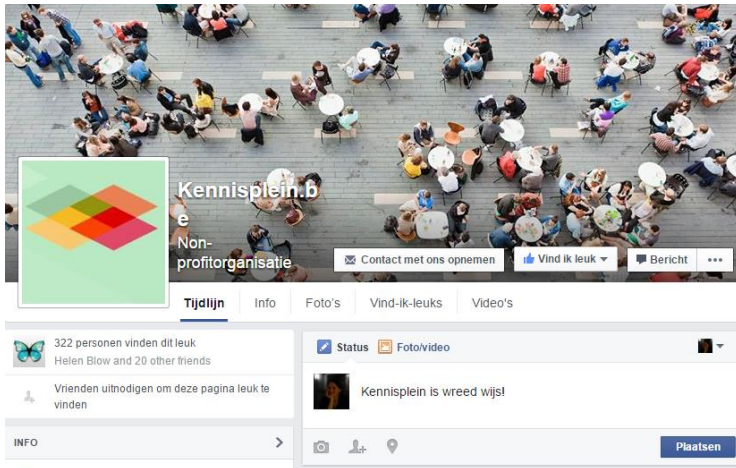 Kennisplein.b
e
Non-
profitorganisatie
Contact met ons opnemen
Vind ik leuk
Bericht
Tijdlijn Info Foto's Vind-ik-leuks Video's
322 personen vinden dit leuk
Helen Blow and 20 other friends
Vrienden uitnodigen om deze pagina leuk te
vinden
INFO
Status Foto/video
Kennisplein is wreed wijs!
Plaatsen